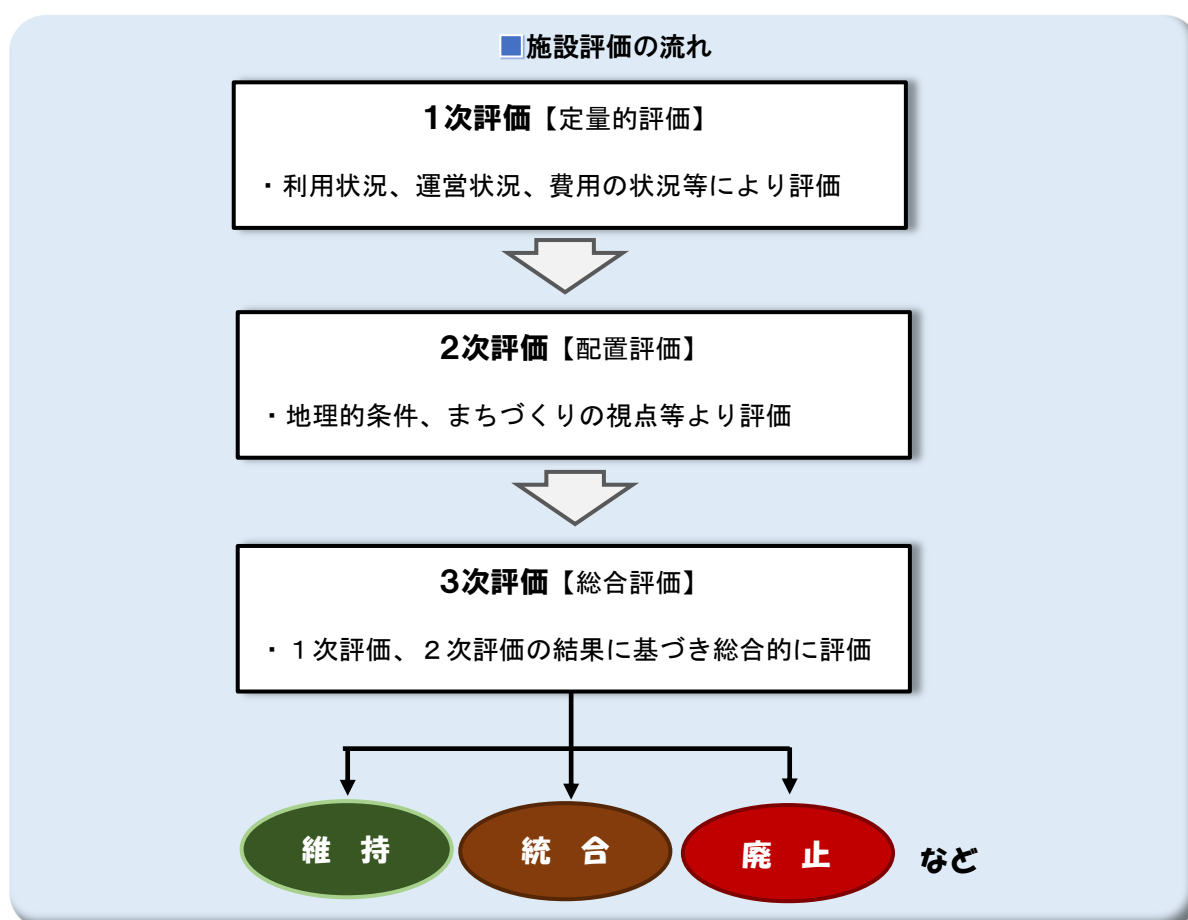 ■施設評価の流れ
1次評価【定量的評価】
・利用状況、運営状況、費用の状況等により評価
2次評価【配置評価】
・地理的条件、まちづくりの視点等より評価
3次評価【総合評価】
・１次評価、２次評価の結果に基づき総合的に評価
維　持
統　合
廃　止
など